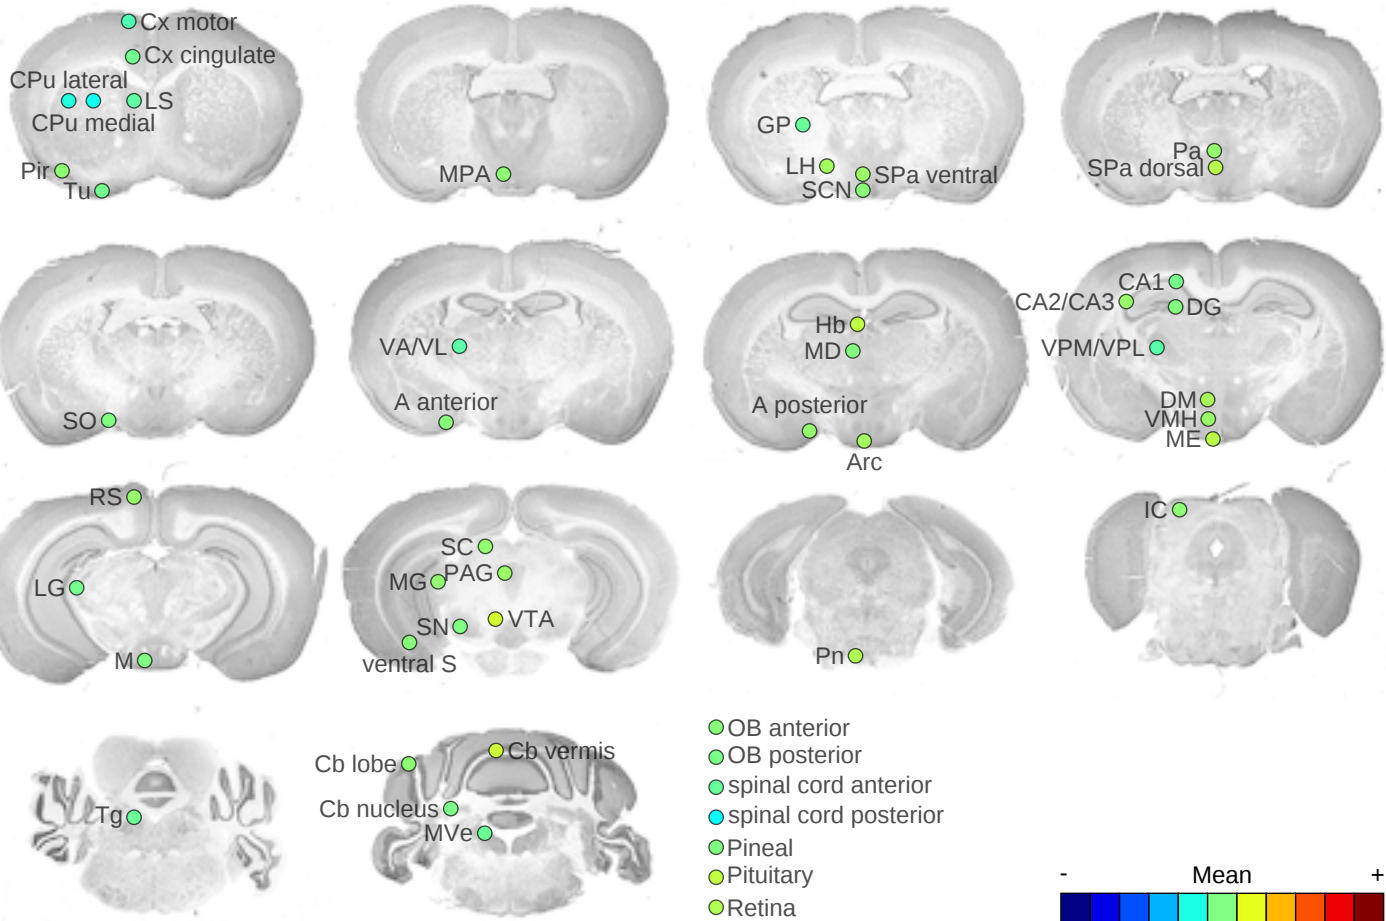 Cx motor
Cx cingulate
CPu lateral
LS
CPu medial
Pir
Tu
MPA
GP
LH
SPa ventral
SCN
Pa
SPa dorsal
SO
VA/VL
A anterior
Hb
MD
A posterior
Arc
CA1
CA2/CA3
DG
VPM/VPL
DM
VMH
ME
RS
LG
M
SC
MG
PAG
SN
VTA
ventral S
Pn
IC
Tg
Cb lobe
Cb vermis
Cb nucleus
MVe
OB anterior
OB posterior
spinal cord anterior
spinal cord posterior
Pineal
Pituitary
Retina
- Mean +